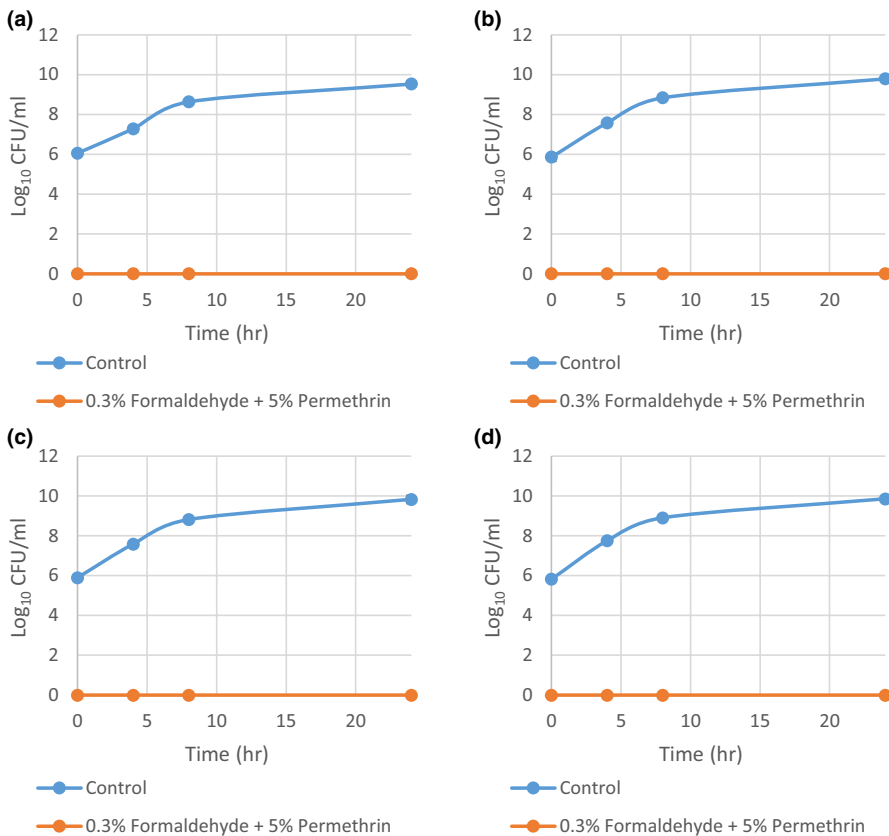 (a)
12
10
8
6
4
2
0
Log₁₀ CFU/ml
0 5 10 15 20
Time (hr)
Control
0.3% Formaldehyde + 5% Permethrin
(b)
12
10
8
6
4
2
0
Log₁₀ CFU/ml
0 5 10 15 20
Time (hr)
Control
0.3% Formaldehyde + 5% Permethrin
(c)
12
10
8
6
4
2
0
Log₁₀ CFU/ml
0 5 10 15 20
Time (hr)
Control
0.3% Formaldehyde + 5% Permethrin
(d)
12
10
8
6
4
2
0
Log₁₀ CFU/ml
0 5 10 15 20
Time (hr)
Control
0.3% Formaldehyde + 5% Permethrin